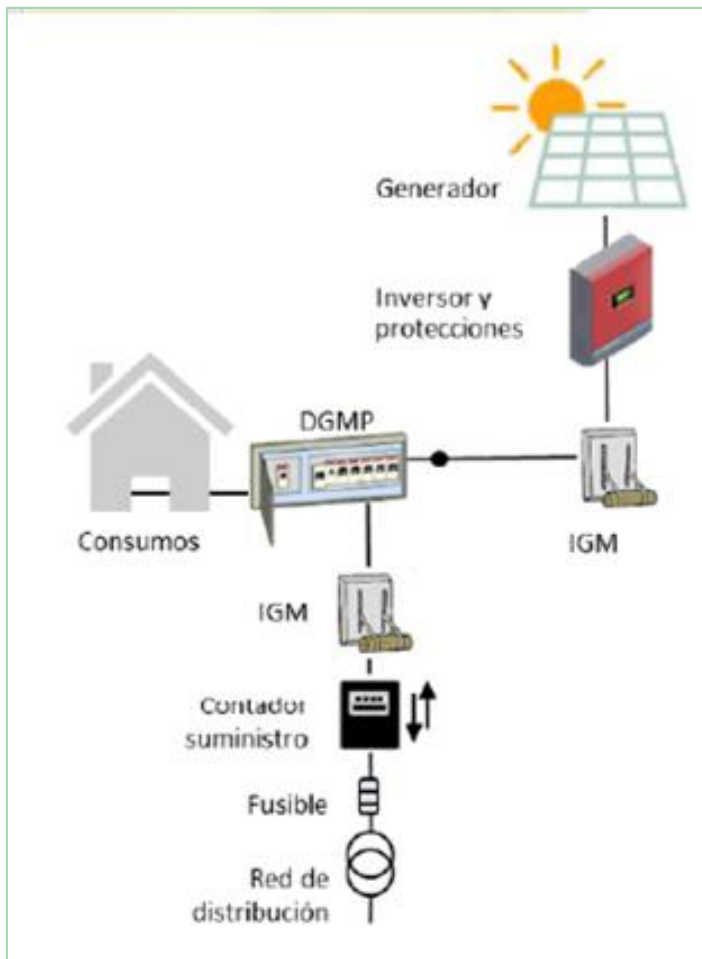 Generador
Inversor y
protecciones
DGMP
Consumos
IGM
IGM
Contador
suministro
Fusible
Red de
distribución